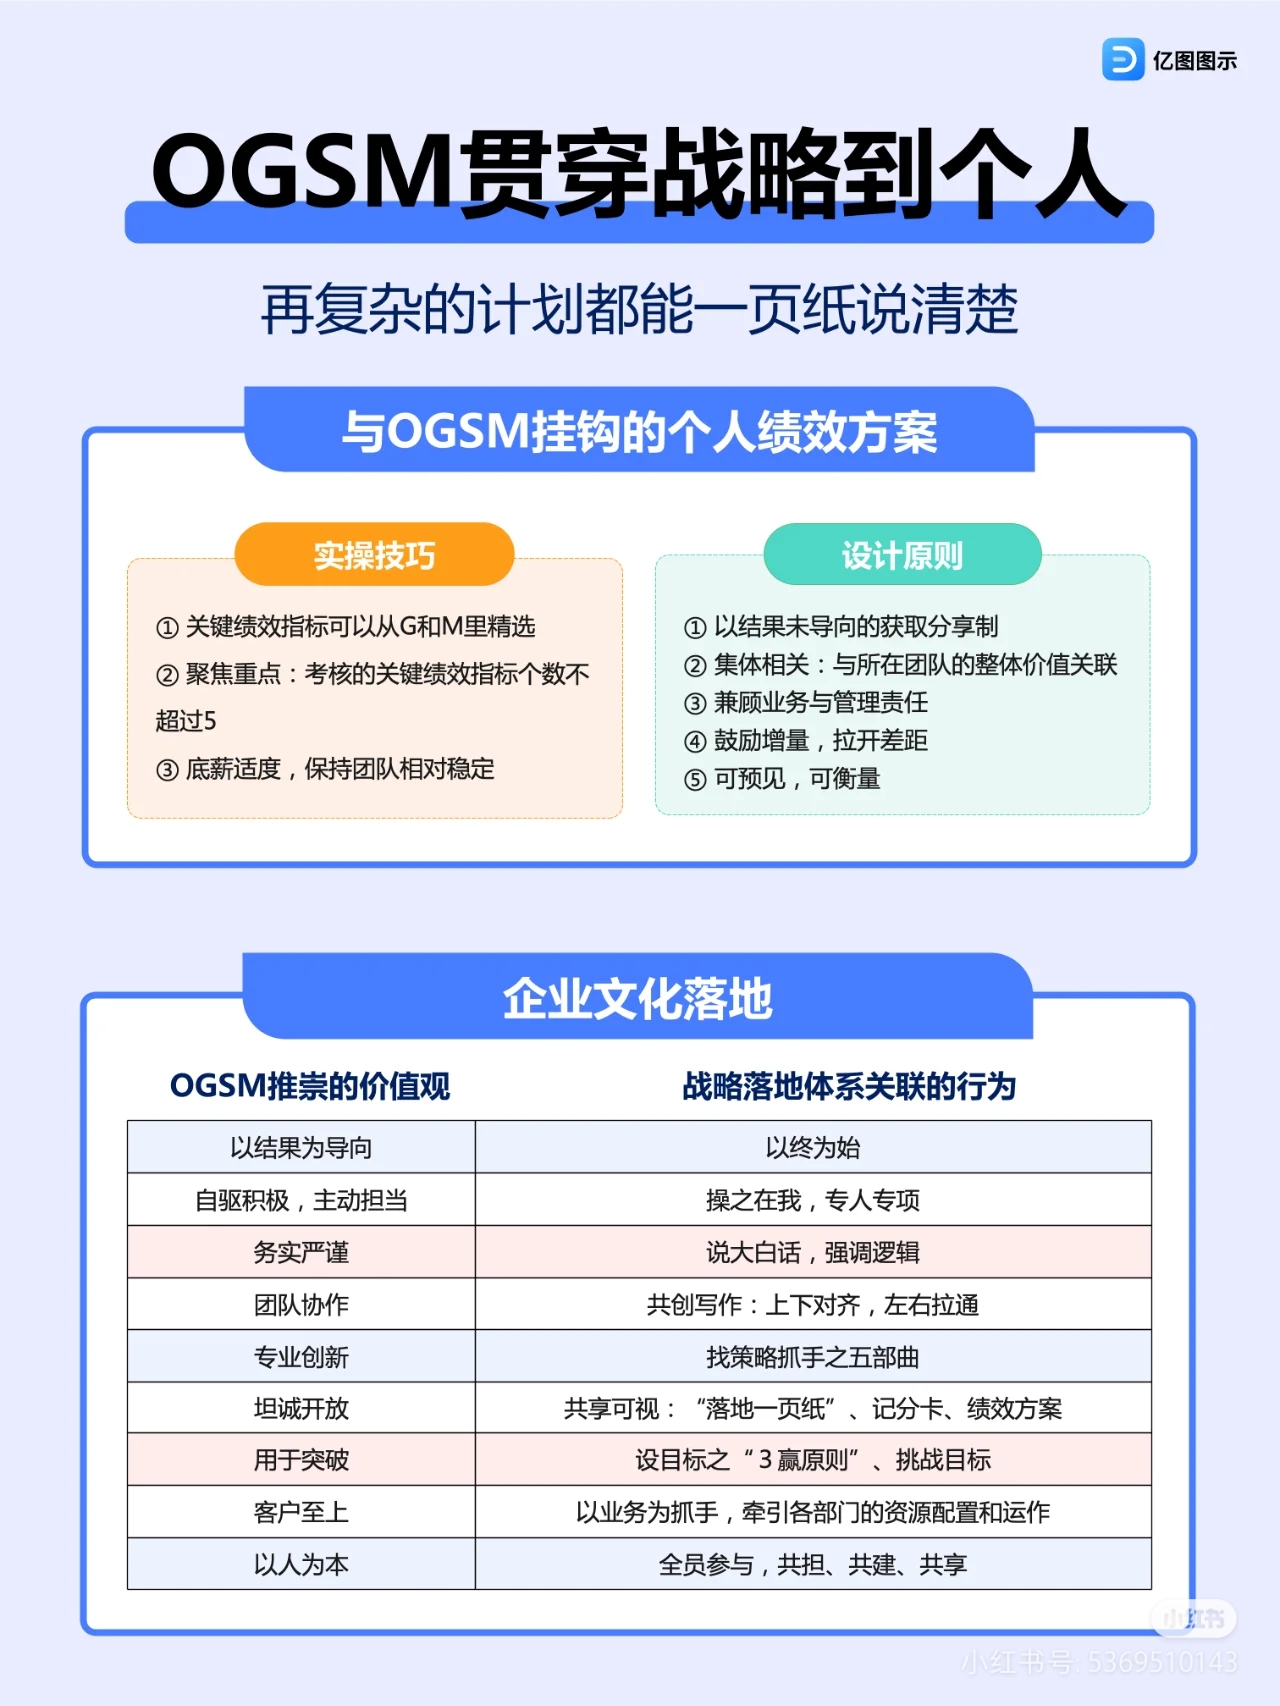 亿图图示
OGSM贯穿战略到个人
再复杂的计划都能一页纸说清楚
与OGSM挂钩的个人绩效方案
实操技巧
① 关键绩效指标可以从G和M里精选
② 聚焦重点：考核的关键绩效指标个数不
超过5
③ 底薪适度，保持团队相对稳定
设计原则
① 以结果未导向的获取分享制
② 集体相关：与所在团队的整体价值关联
③ 兼顾业务与管理责任
④ 鼓励增量，拉开差距
⑤ 可预见，可衡量
企业文化落地
OGSM推崇的价值观 战略落地体系关联的行为
以结果为导向 以终为始
自驱积极，主动担当 操之在我，专人专项
务实严谨 说大白话，强调逻辑
团队协作 共创写作：上下对齐，左右拉通
专业创新 找策略抓手之五部曲
坦诚开放 共享可视：“落地一页纸”、记分卡、绩效方案
用于突破 设目标之“３赢原则”、挑战目标
客户至上 以业务为抓手，牵引各部门的资源配置和运作
以人为本 全员参与，共担、共建、共享
小红书
小红书号: 5369510143